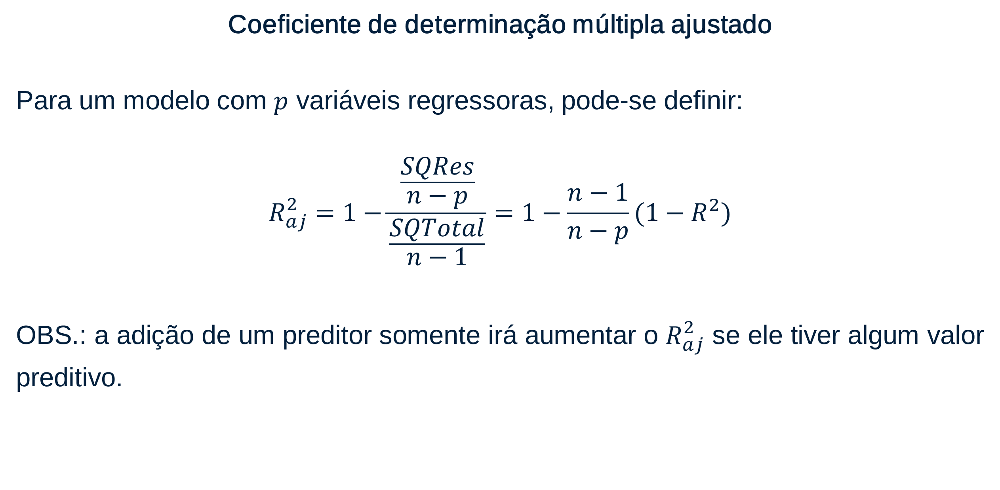 Coeficiente de determinação múltipla ajustado
Para um modelo com p variáveis regressoras, pode-se definir:
$R_{aj}^{2} = 1 - \frac{\frac{SQRes}{n-p}}{\frac{SQTotal}{n-1}} = 1 - \frac{n-1}{n-p}(1 - R^{2})$
OBS.: a adição de um preditor somente irá aumentar o $R_{aj}^{2}$ se ele tiver algum valor
preditivo.